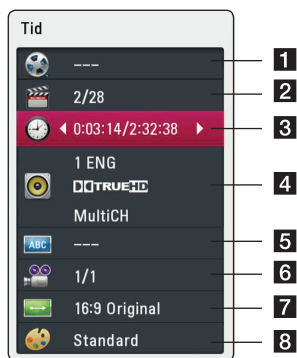 Tid
--- 1
2/28 2
0:03:14/2:32:38 3
1 ENG
TRUEHD 4
MultiCH
ABC --- 5
1/1 6
16:9 Original 7
Standard 8